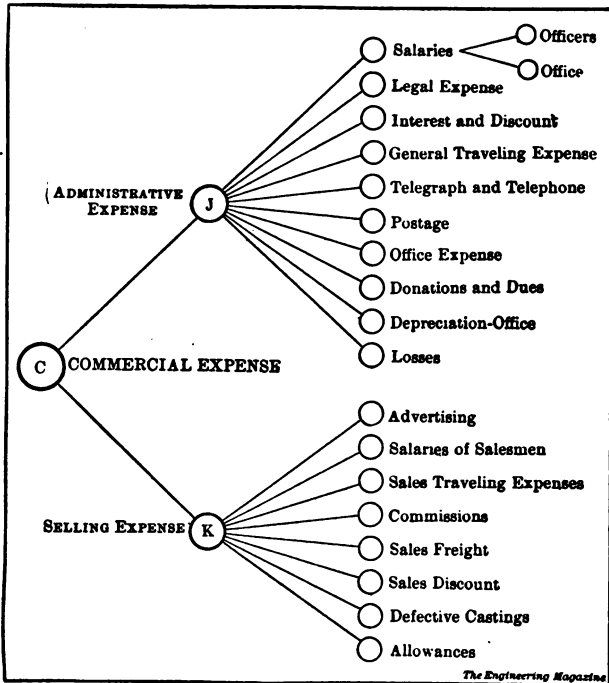 Officers
Salaries
Office
Legal Expense
Interest and Discount
General Traveling Expense
ADMINISTRATIVE
EXPENSE
J
Telegraph and Telephone
Postage
Office Expense
Donations and Dues
Depreciation-Office
Losses
C COMMERCIAL EXPENSE
Advertising
Salaries of Salesmen
Sales Traveling Expenses
Commissions
SELLING EXPENSE K
Sales Freight
Sales Discount
Defective Castings
Allowances
The Engineering Magazine